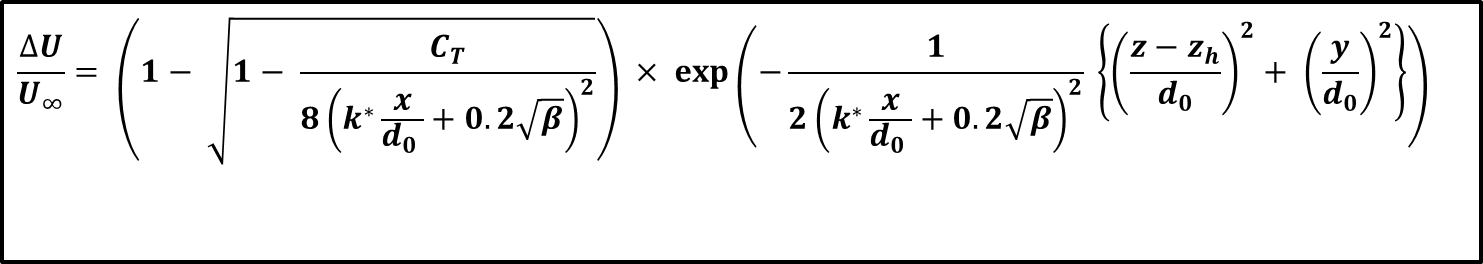 ΔU/U∞ = (1 − √(1 − C_T/(8(k* x/d₀ + 0.2√β)²))) × exp(−1/(2(k* x/d₀ + 0.2√β)²) {((z − z_h)/d₀)² + (y/d₀)²})